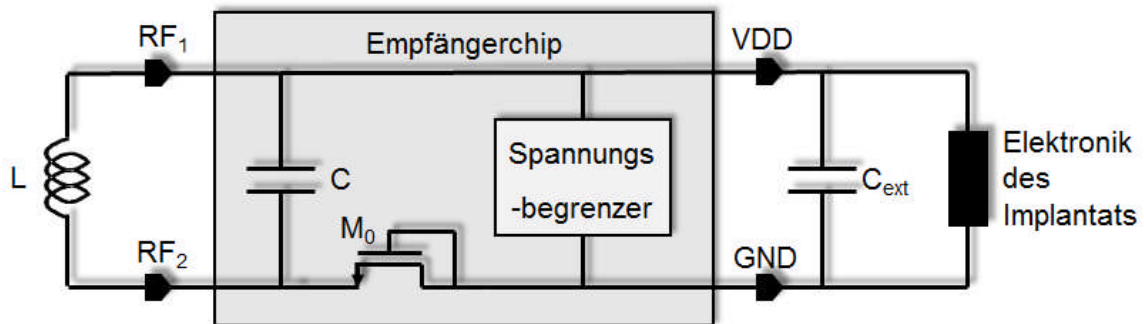 RF1
Empfängerchip
VDD
L
C
Spannungs
-begrenzer
Cext
Elektronik
des
Implantats
M0
RF2
GND